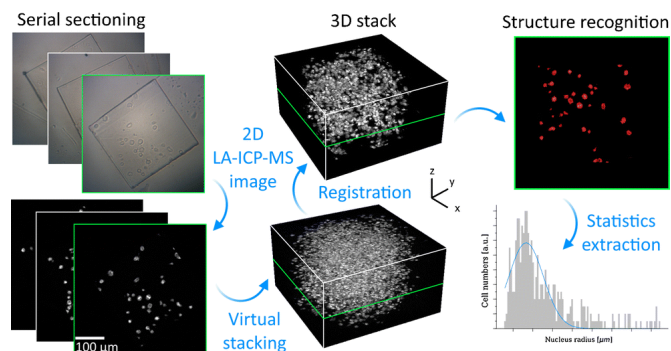 Serial sectioning
3D stack
Structure recognition
2D
LA-ICP-MS
image
Registration
z
y
x
Statistics
extraction
Virtual
stacking
100 µm
Cell numbers [a.u.]
Nucleus radius [µm]